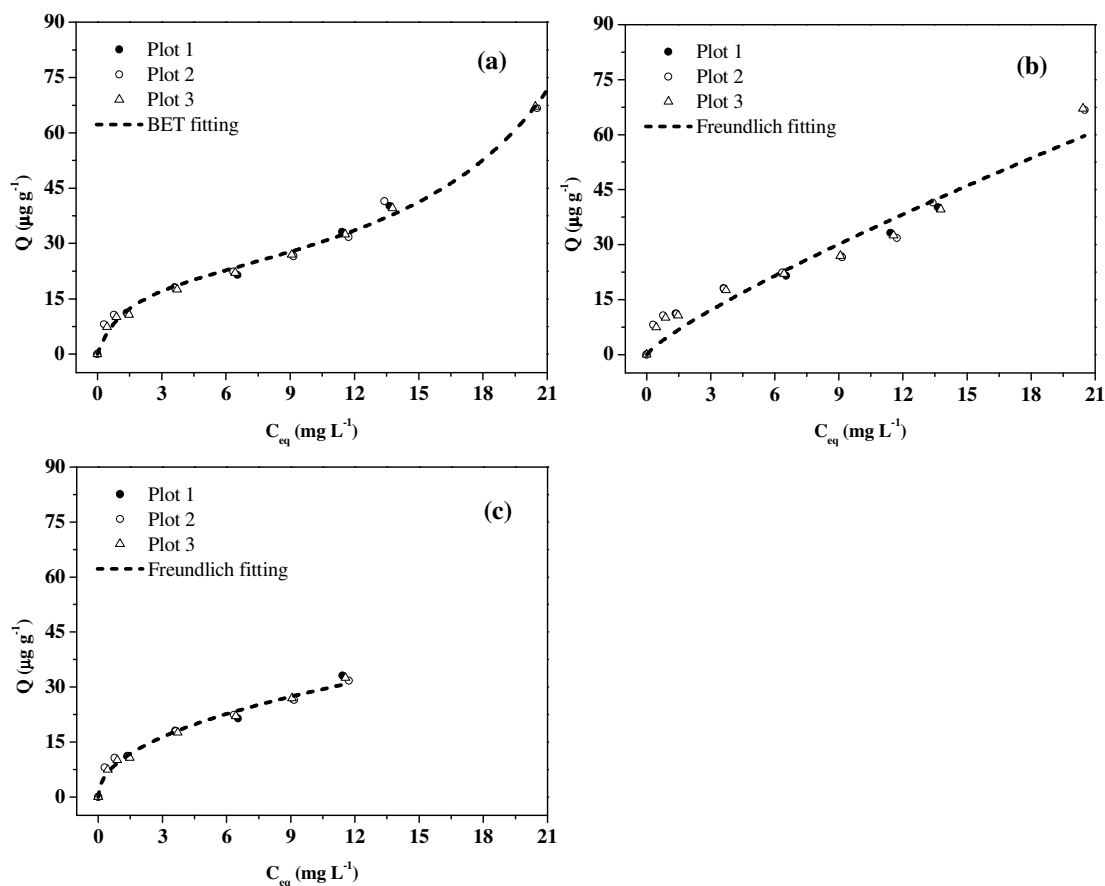 90
75
60
45
30
15
0
Q (µg g⁻¹)
Plot 1
Plot 2
Plot 3
BET fitting
(a)
0 3 6 9 12 15 18 21
C_eq (mg L⁻¹)
90
75
60
45
30
15
0
Q (µg g⁻¹)
Plot 1
Plot 2
Plot 3
Freundlich fitting
(b)
0 3 6 9 12 15 18 21
C_eq (mg L⁻¹)
90
75
60
45
30
15
0
Q (µg g⁻¹)
Plot 1
Plot 2
Plot 3
Freundlich fitting
(c)
0 3 6 9 12 15 18 21
C_eq (mg L⁻¹)